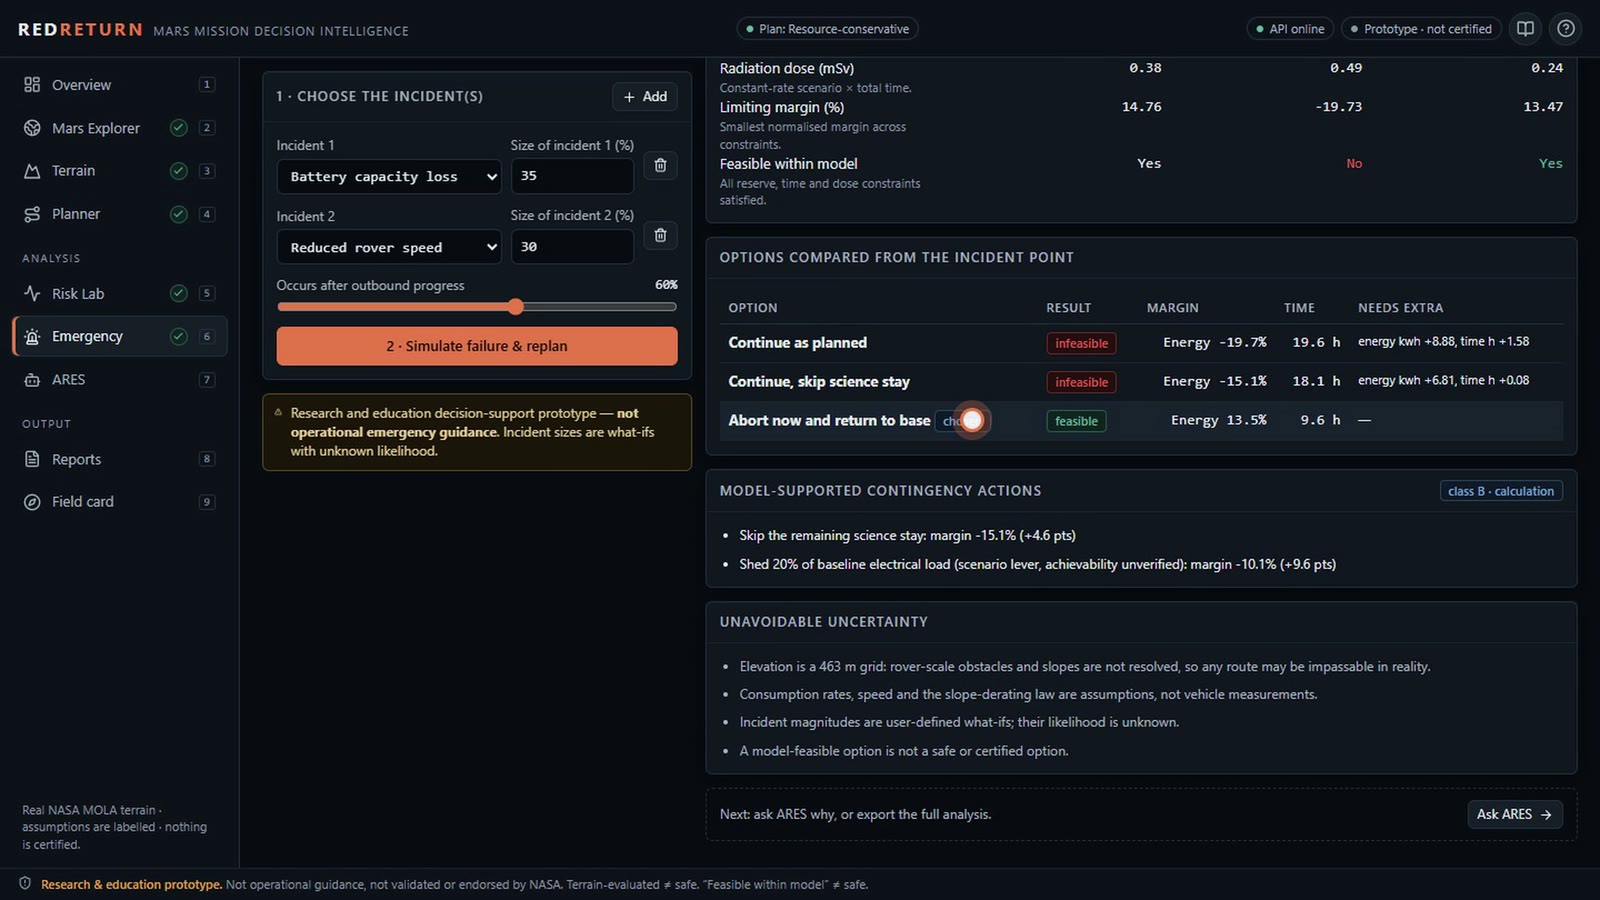 REDRETURN MARS MISSION DECISION INTELLIGENCE
Plan: Resource-conservative
API online
Prototype · not certified
Overview 1
Mars Explorer 2
Terrain 3
Planner 4
ANALYSIS
Risk Lab 5
Emergency 6
ARES 7
OUTPUT
Reports 8
Field card 9
Real NASA MOLA terrain ·
assumptions are labelled · nothing
is certified.
1 · CHOOSE THE INCIDENT(S)
+ Add
Incident 1 Size of incident 1 (%)
Battery capacity loss 35
Incident 2 Size of incident 2 (%)
Reduced rover speed 30
Occurs after outbound progress 60%
2 · Simulate failure & replan
Research and education decision-support prototype — not
operational emergency guidance. Incident sizes are what-ifs
with unknown likelihood.
Radiation dose (mSv) 0.38 0.49 0.24
Constant-rate scenario × total time.
Limiting margin (%) 14.76 -19.73 13.47
Smallest normalised margin across
constraints.
Feasible within model Yes No Yes
All reserve, time and dose constraints
satisfied.
OPTIONS COMPARED FROM THE INCIDENT POINT
OPTION RESULT MARGIN TIME NEEDS EXTRA
Continue as planned infeasible Energy -19.7% 19.6 h energy kwh +8.88, time h +1.58
Continue, skip science stay infeasible Energy -15.1% 18.1 h energy kwh +6.81, time h +0.08
Abort now and return to base feasible Energy 13.5% 9.6 h —
MODEL-SUPPORTED CONTINGENCY ACTIONS
class B · calculation
• Skip the remaining science stay: margin -15.1% (+4.6 pts)
• Shed 20% of baseline electrical load (scenario lever, achievability unverified): margin -10.1% (+9.6 pts)
UNAVOIDABLE UNCERTAINTY
• Elevation is a 463 m grid: rover-scale obstacles and slopes are not resolved, so any route may be impassable in reality.
• Consumption rates, speed and the slope-derating law are assumptions, not vehicle measurements.
• Incident magnitudes are user-defined what-ifs; their likelihood is unknown.
• A model-feasible option is not a safe or certified option.
Next: ask ARES why, or export the full analysis.
Ask ARES →
Research & education prototype. Not operational guidance, not validated or endorsed by NASA. Terrain-evaluated ≠ safe. "Feasible within model" ≠ safe.